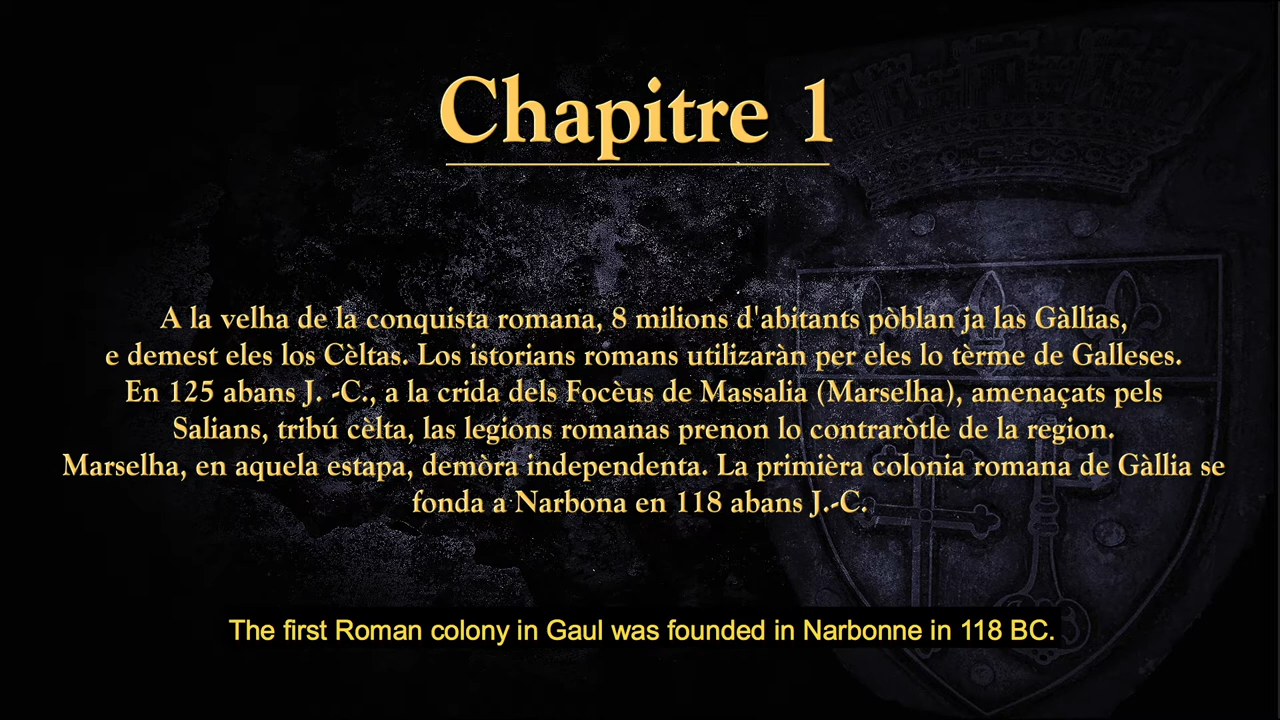 Chapitre 1
A la velha de la conquista romana, 8 milions d'abitants pòblan ja las Gàllias,
e demest eles los Cèltas. Los istorians romans utilizaràn per eles lo tèrme de Galleses.
En 125 abans J. -C., a la crida dels Focèus de Massalia (Marselha), amenaçats pels
Salians, tribú cèlta, las legions romanas prenon lo contraròtle de la region.
Marselha, en aquela estapa, demòra independenta. La primièra colonia romana de Gàllia se
fonda a Narbona en 118 abans J.-C.
The first Roman colony in Gaul was founded in Narbonne in 118 BC.